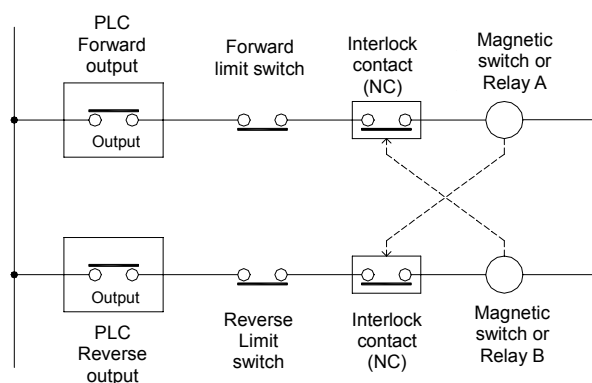 PLC
Forward
output
Forward
limit switch
Interlock
contact
(NC)
Magnetic
switch or
Relay A
Output
Output
PLC
Reverse
output
Reverse
Limit
switch
Interlock
contact
(NC)
Magnetic
switch or
Relay B